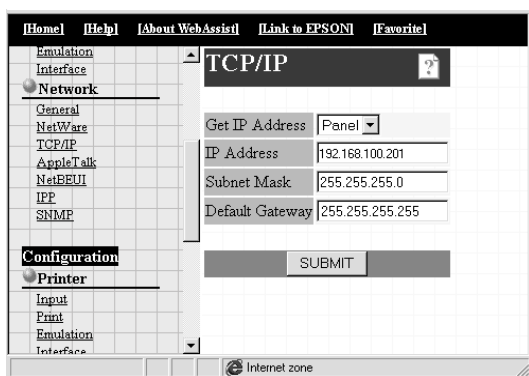 [Home] [Help] [About WebAssist] [Link to EPSON] [Favorite]
Emulation
Interface
Network
General
NetWare
TCP/IP
AppleTalk
NetBEUI
IPP
SNMP
Configuration
Printer
Input
Print
Emulation
Interface
TCP/IP
?
Get IP Address Panel
IP Address 192.168.100.201
Subnet Mask 255.255.255.0
Default Gateway 255.255.255.255
SUBMIT
Internet zone